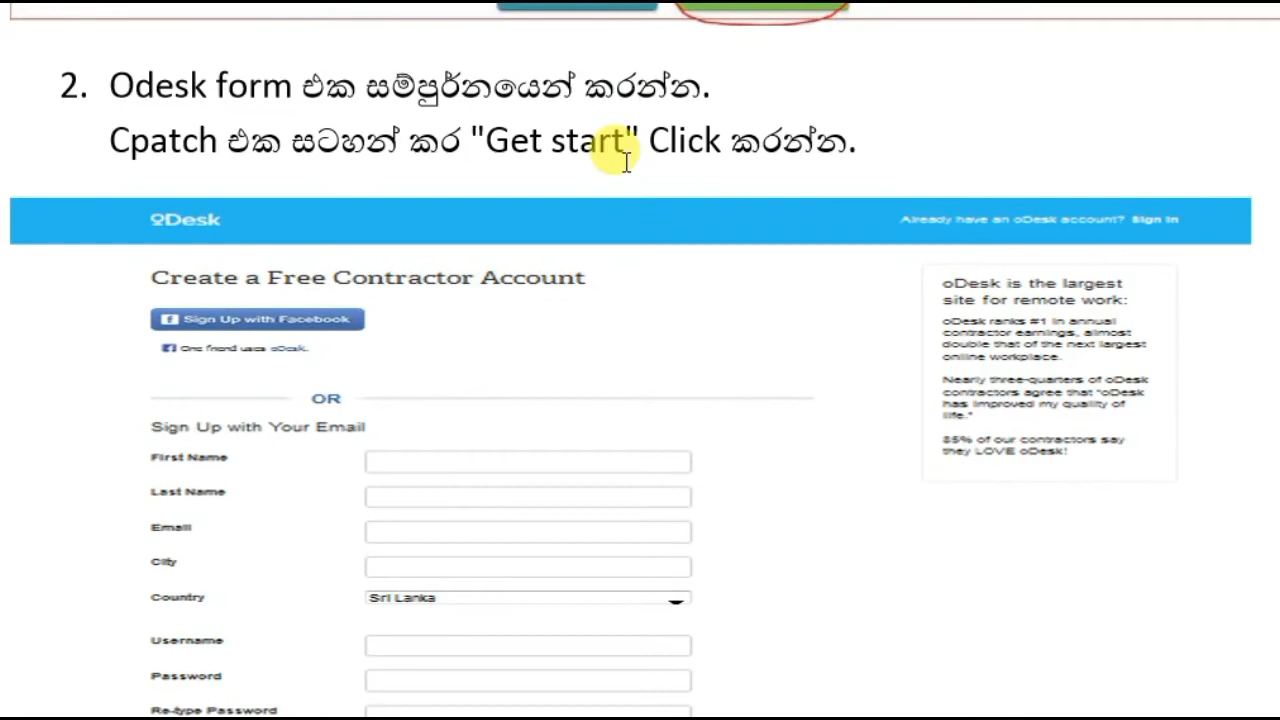 2. Odesk form එක සම්පුර්නයෙන් කරන්න.
Cpatch එක සටහන් කර "Get start" Click කරන්න.
oDesk
Already have an oDesk account? Sign In
Create a Free Contractor Account
Sign Up with Facebook
One friend uses oDesk.
OR
Sign Up with Your Email
First Name
Last Name
Email
City
Country
Sri Lanka
Username
Password
Re-type Password
oDesk is the largest
site for remote work:
oDesk ranks #1 in annual
contractor earnings, almost
double that of the next largest
online workplace.
Nearly three-quarters of oDesk
contractors agree that "oDesk
has improved my quality of
life."
85% of our contractors say
they LOVE oDesk!